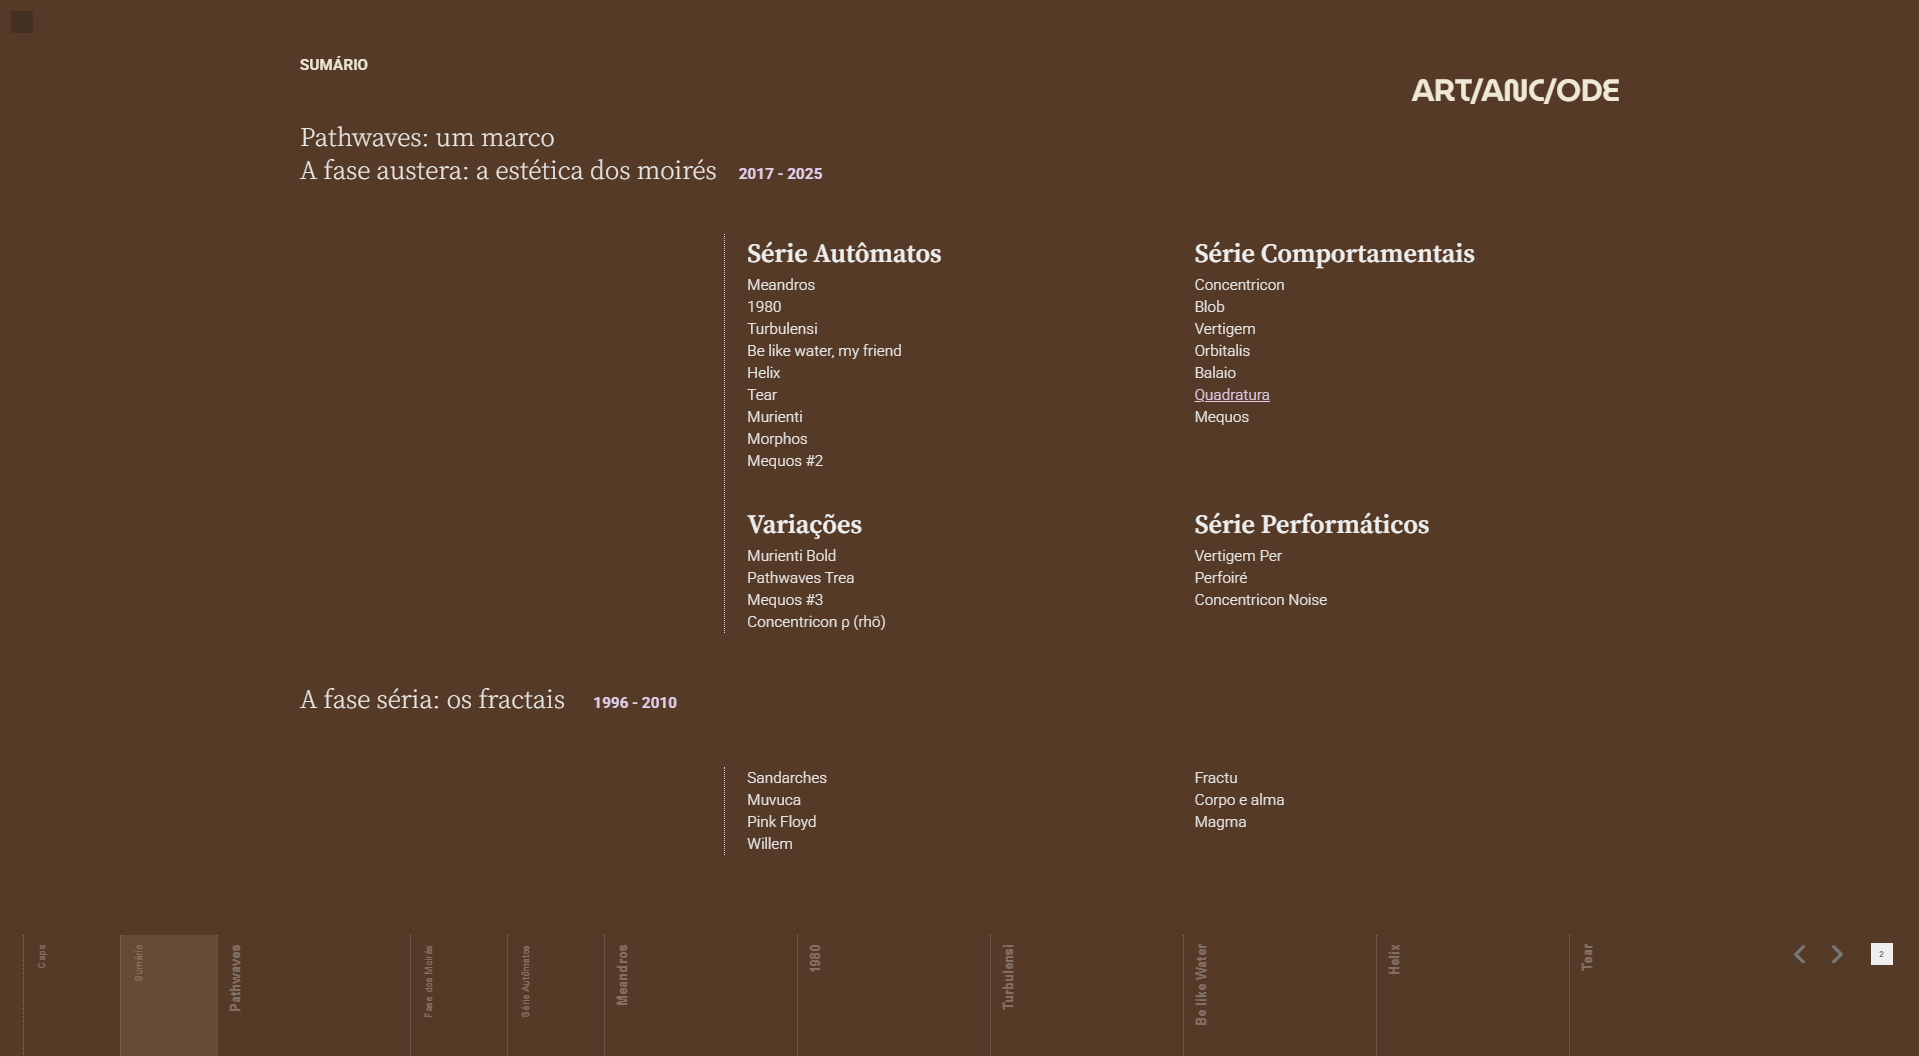 SUMÁRIO
ART/ANC/ODE
Pathwaves: um marco
A fase austera: a estética dos moirés 2017 - 2025
Série Autômatos
Meandros
1980
Turbulensi
Be like water, my friend
Helix
Tear
Murienti
Morphos
Mequos #2
Série Comportamentais
Concentricon
Blob
Vertigem
Orbitalis
Balaio
Quadratura
Mequos
Variações
Murienti Bold
Pathwaves Trea
Mequos #3
Concentricon ρ (rhō)
Série Performáticos
Vertigem Per
Perfoiré
Concentricon Noise
A fase séria: os fractais 1996 - 2010
Sandarches
Muvuca
Pink Floyd
Willem
Fractu
Corpo e alma
Magma
Capa
Sumário
Pathwaves
Fase dos Moirés
Série Autômatos
Meandros
1980
Turbulensi
Be like Water
Helix
Tear
2